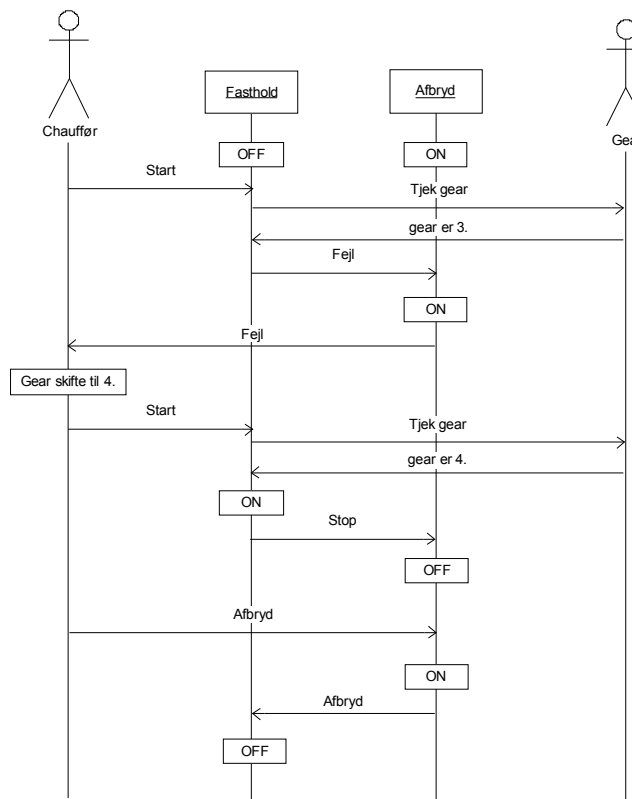 Chauffør
Fasthold
Afbryd
Gea
OFF
ON
Start
Tjek gear
gear er 3.
Fejl
ON
Fejl
Gear skifte til 4.
Start
Tjek gear
gear er 4.
ON
Stop
OFF
Afbryd
ON
Afbryd
OFF